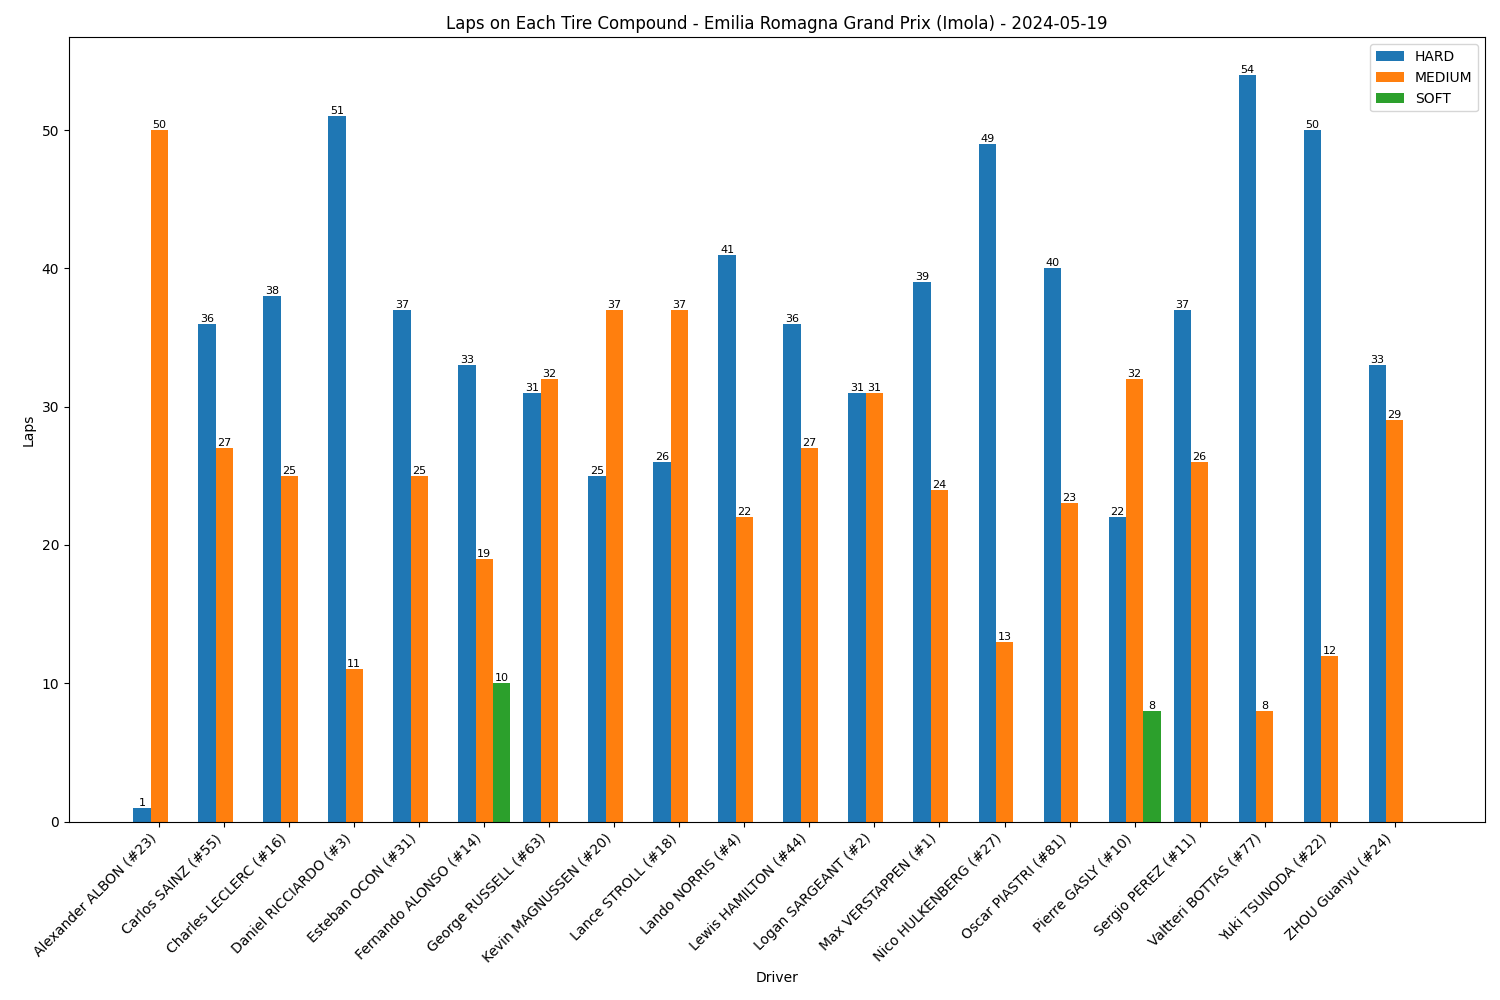 Laps on Each Tire Compound - Emilia Romagna Grand Prix (Imola) - 2024-05-19
HARD
MEDIUM
SOFT
Laps
50
40
30
20
10
0
1
50
36
27
38
25
51
11
37
25
33
19
10
31
32
25
37
26
37
41
22
36
27
31
31
39
24
49
13
40
23
22
32
8
37
26
54
8
50
12
33
29
Alexander ALBON (#23)
Carlos SAINZ (#55)
Charles LECLERC (#16)
Daniel RICCIARDO (#3)
Esteban OCON (#31)
Fernando ALONSO (#14)
George RUSSELL (#63)
Kevin MAGNUSSEN (#20)
Lance STROLL (#18)
Lando NORRIS (#4)
Lewis HAMILTON (#44)
Logan SARGEANT (#2)
Max VERSTAPPEN (#1)
Nico HULKENBERG (#27)
Oscar PIASTRI (#81)
Pierre GASLY (#10)
Sergio PEREZ (#11)
Valtteri BOTTAS (#77)
Yuki TSUNODA (#22)
ZHOU Guanyu (#24)
Driver